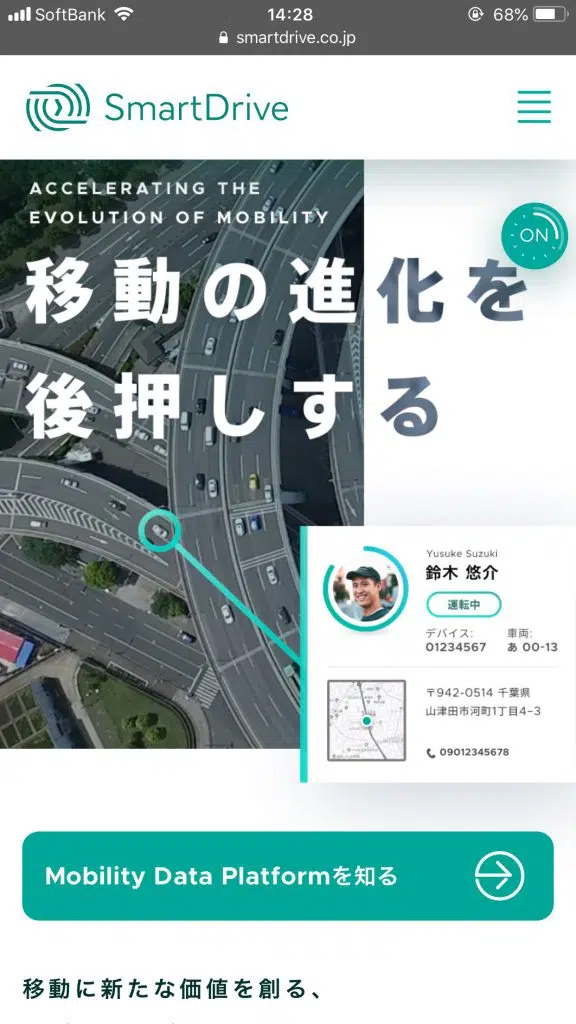 SoftBank 14:28 68%
smartdrive.co.jp
SmartDrive
ACCELERATING THE
EVOLUTION OF MOBILITY
ON
移動の進化を
後押しする
Yusuke Suzuki
鈴木 悠介
運転中
デバイス: 車両:
01234567 あ 00-13
〒942-0514 千葉県
山津田市河町1丁目4−3
09012345678
Mobility Data Platformを知る
移動に新たな価値を創る、